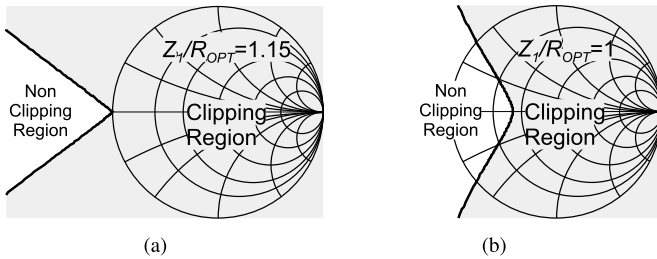 Z1/ROPT=1.15
Non
Clipping
Region
Clipping
Region
(a)
Z1/ROPT=1
Non
Clipping
Region
Clipping
Region
(b)